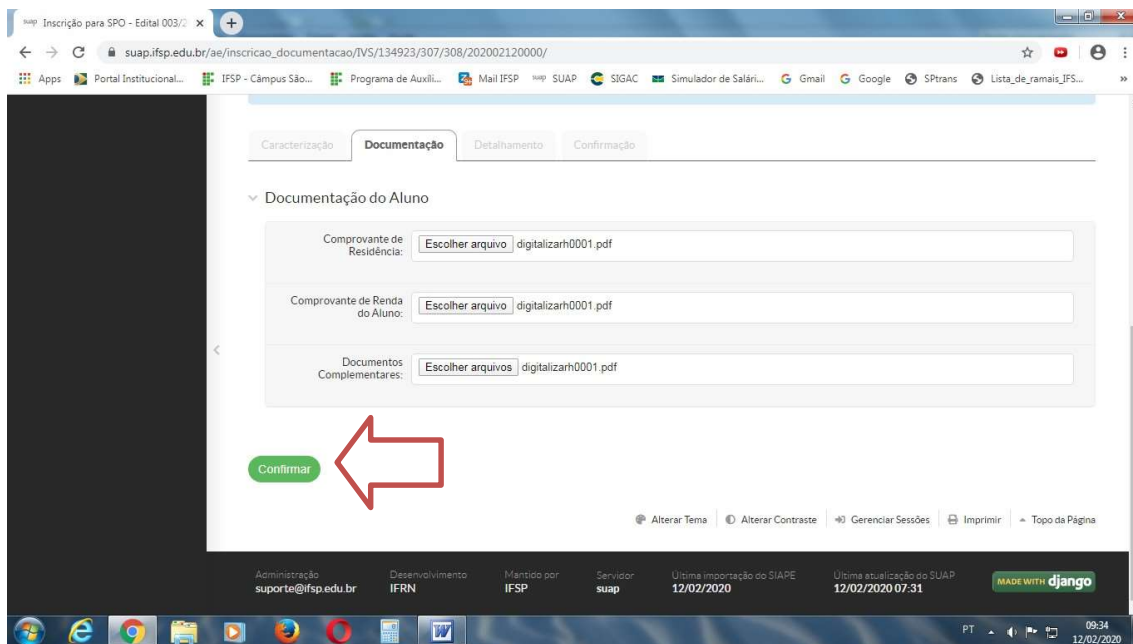 suap Inscrição para SPO - Edital 003/2
suap.ifsp.edu.br/ae/inscricao_documentacao/IVS/134923/307/308/202002120000/
Apps Portal Institucional... IFSP - Câmpus São... Programa de Auxíli... Mail IFSP suap SUAP SIGAC Simulador de Salári... Gmail Google SPtrans Lista_de_ramais_IFS... »
Caracterização Documentação Detalhamento Confirmação
Documentação do Aluno
Comprovante de
Residência:
Escolher arquivo digitalizarh0001.pdf
Comprovante de Renda
do Aluno:
Escolher arquivo digitalizarh0001.pdf
Documentos
Complementares:
Escolher arquivos digitalizarh0001.pdf
Confirmar
Alterar Tema Alterar Contraste Gerenciar Sessões Imprimir Topo da Página
Administração Desenvolvimento Mantido por Servidor Última importação do SIAPE Última atualização do SUAP
suporte@ifsp.edu.br IFRN IFSP suap 12/02/2020 12/02/2020 07:31
MADE WITH django
PT 09:34
12/02/2020